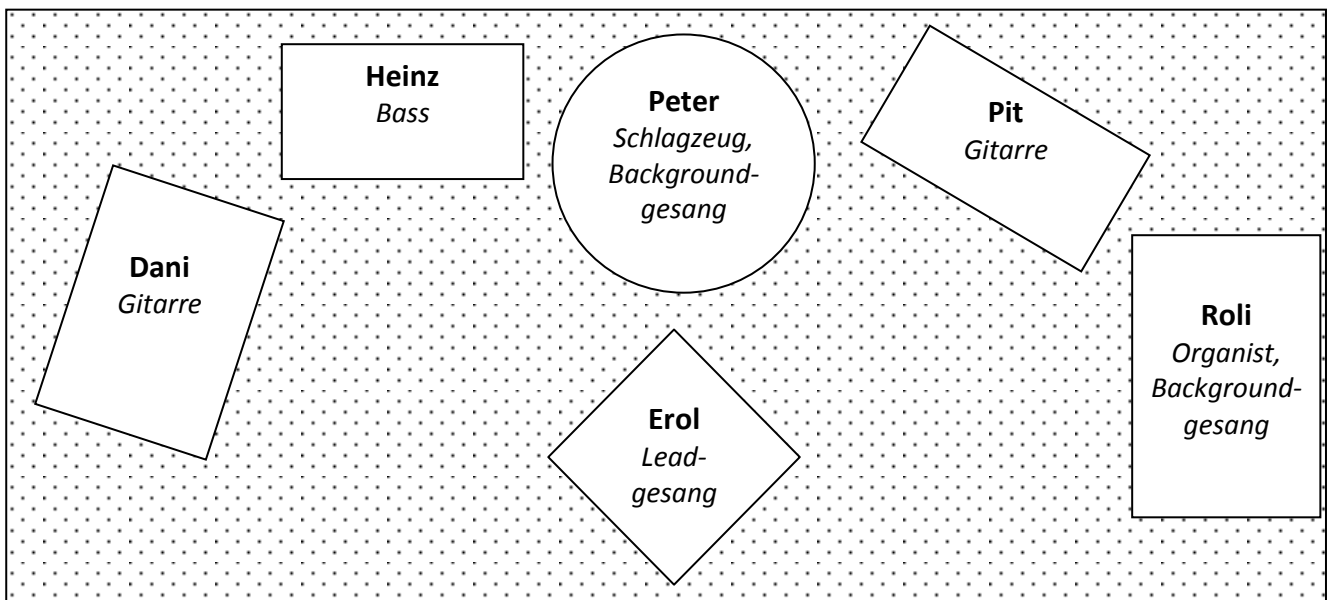 Heinz
Bass
Peter
Schlagzeug,
Background-
gesang
Pit
Gitarre
Dani
Gitarre
Roli
Organist,
Background-
gesang
Erol
Lead-
gesang